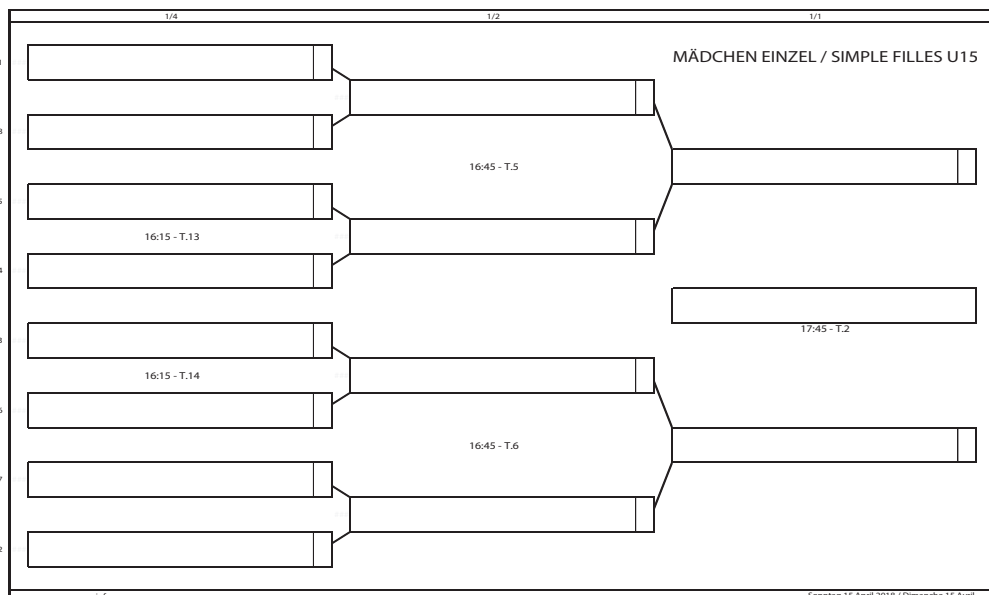 1/4
1/2
1/1
MÄDCHEN EINZEL / SIMPLE FILLES U15
16:45 - T.5
16:15 - T.13
17:45 - T.2
16:15 - T.14
16:45 - T.6